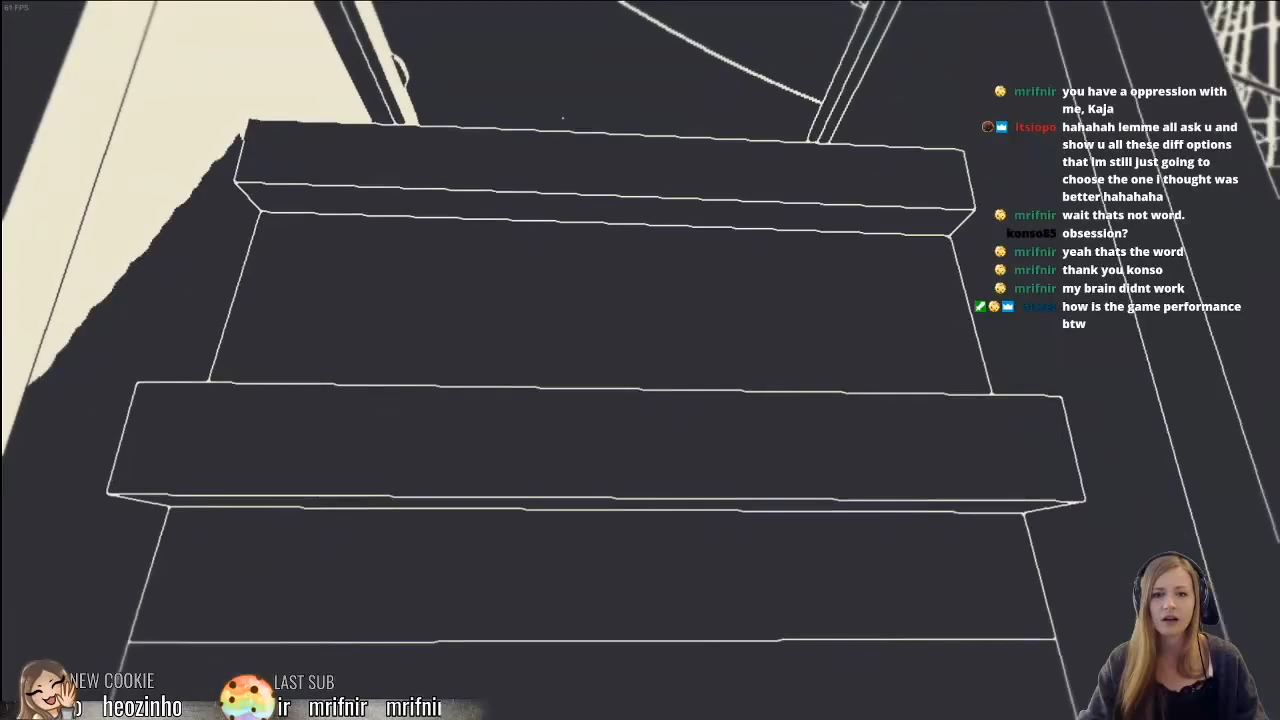 61 FPS
mrifnir you have a oppression with
me, Kaja
itsiopo hahahah lemme all ask u and
show u all these diff options
that im still just going to
choose the one i thought was
better hahahaha
mrifnir wait thats not word.
konso85 obsession?
mrifnir yeah thats the word
mrifnir thank you konso
mrifnir my brain didnt work
how is the game performance
btw
NEW COOKIE
heozinho
LAST SUB
ir mrifnir mrifnir